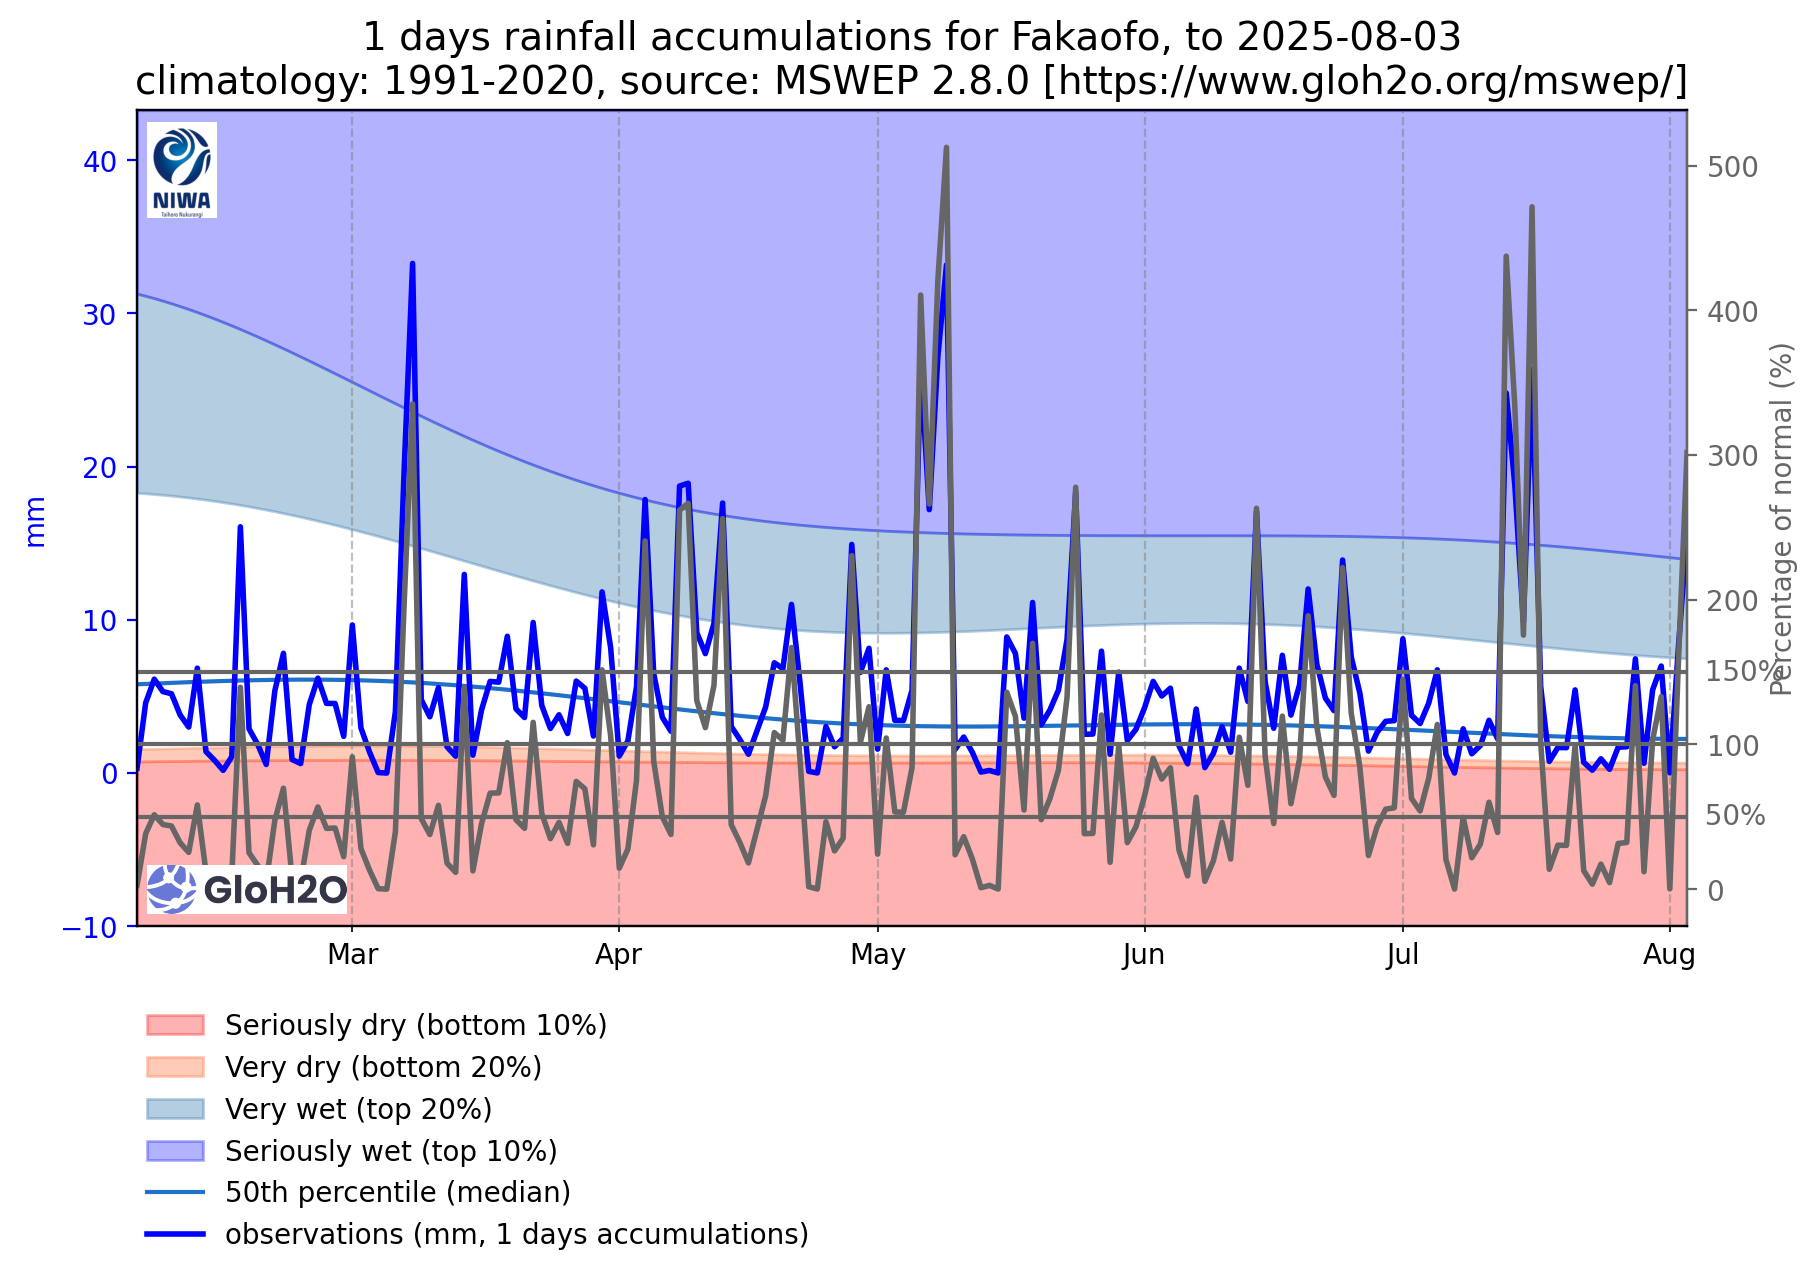 1 days rainfall accumulations for Fakaofo, to 2025-08-03
climatology: 1991-2020, source: MSWEP 2.8.0 [https://www.gloh2o.org/mswep/]
NIWA
Taihoro Nukurangi
40
30
20
10
0
−10
mm
500
400
300
200
150%
100
50%
0
Percentage of normal (%)
GloH2O
Mar
Apr
May
Jun
Jul
Aug
Seriously dry (bottom 10%)
Very dry (bottom 20%)
Very wet (top 20%)
Seriously wet (top 10%)
50th percentile (median)
observations (mm, 1 days accumulations)